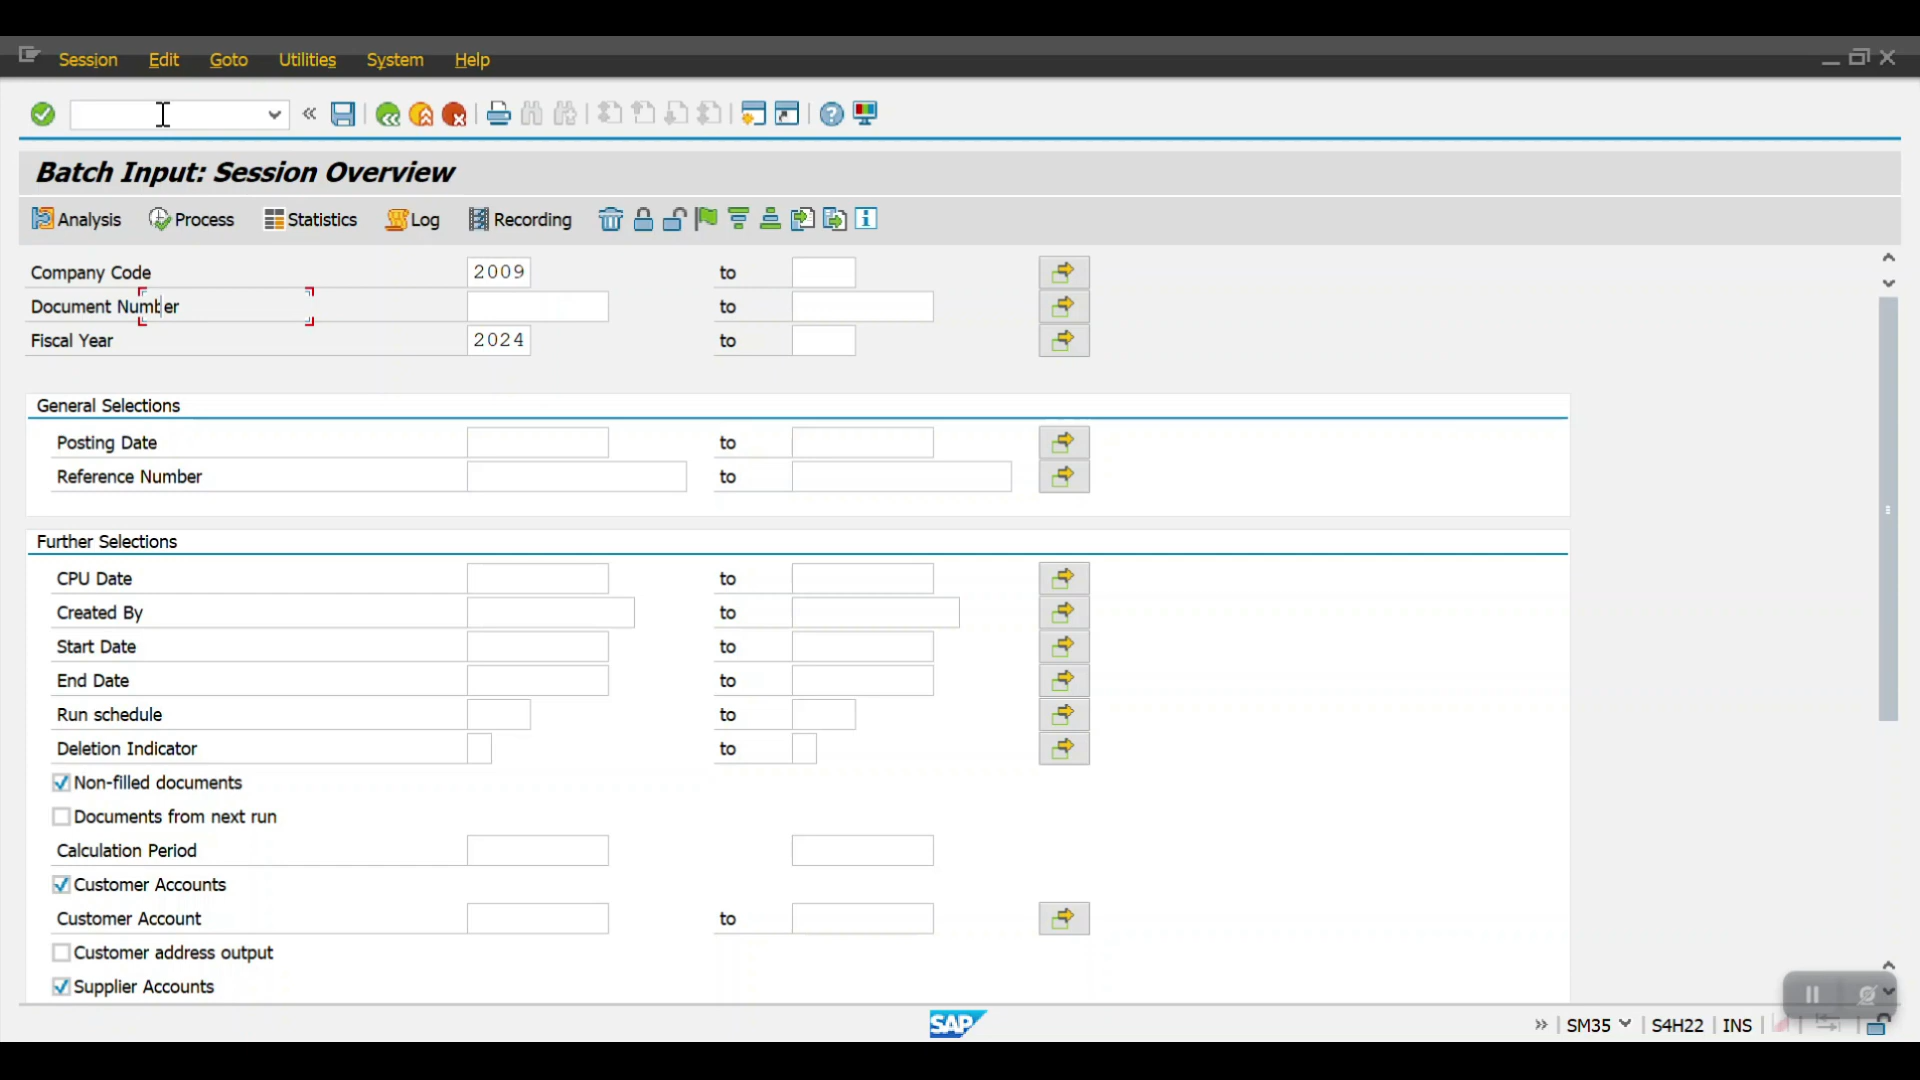 Session Edit Goto Utilities System Help
Batch Input: Session Overview
Analysis Process Statistics Log Recording
Company Code 2009 to
Document Number to
Fiscal Year 2024 to
General Selections
Posting Date to
Reference Number to
Further Selections
CPU Date to
Created By to
Start Date to
End Date to
Run schedule to
Deletion Indicator to
Non-filled documents
Documents from next run
Calculation Period
Customer Accounts
Customer Account to
Customer address output
Supplier Accounts
SAP SM35 S4H22 INS